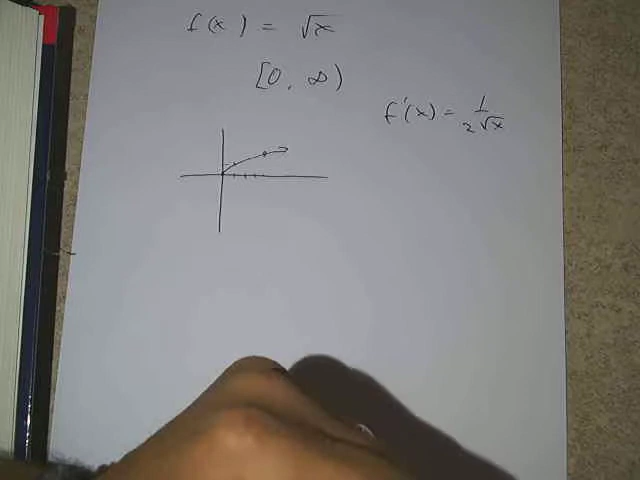 f(x) = √x
[0, ∞)
f'(x) = 1/2√x